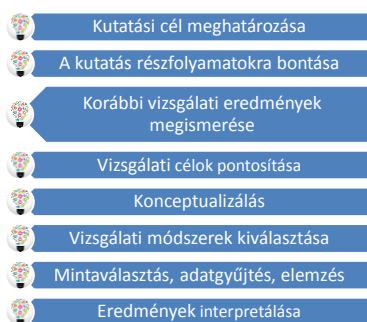 Kutatási cél meghatározása
A kutatás részfolyamatokra bontása
Korábbi vizsgálati eredmények
megismerése
Vizsgálati célok pontosítása
Konceptualizálás
Vizsgálati módszerek kiválasztása
Mintaválasztás, adatgyűjtés, elemzés
Eredmények interpretálása